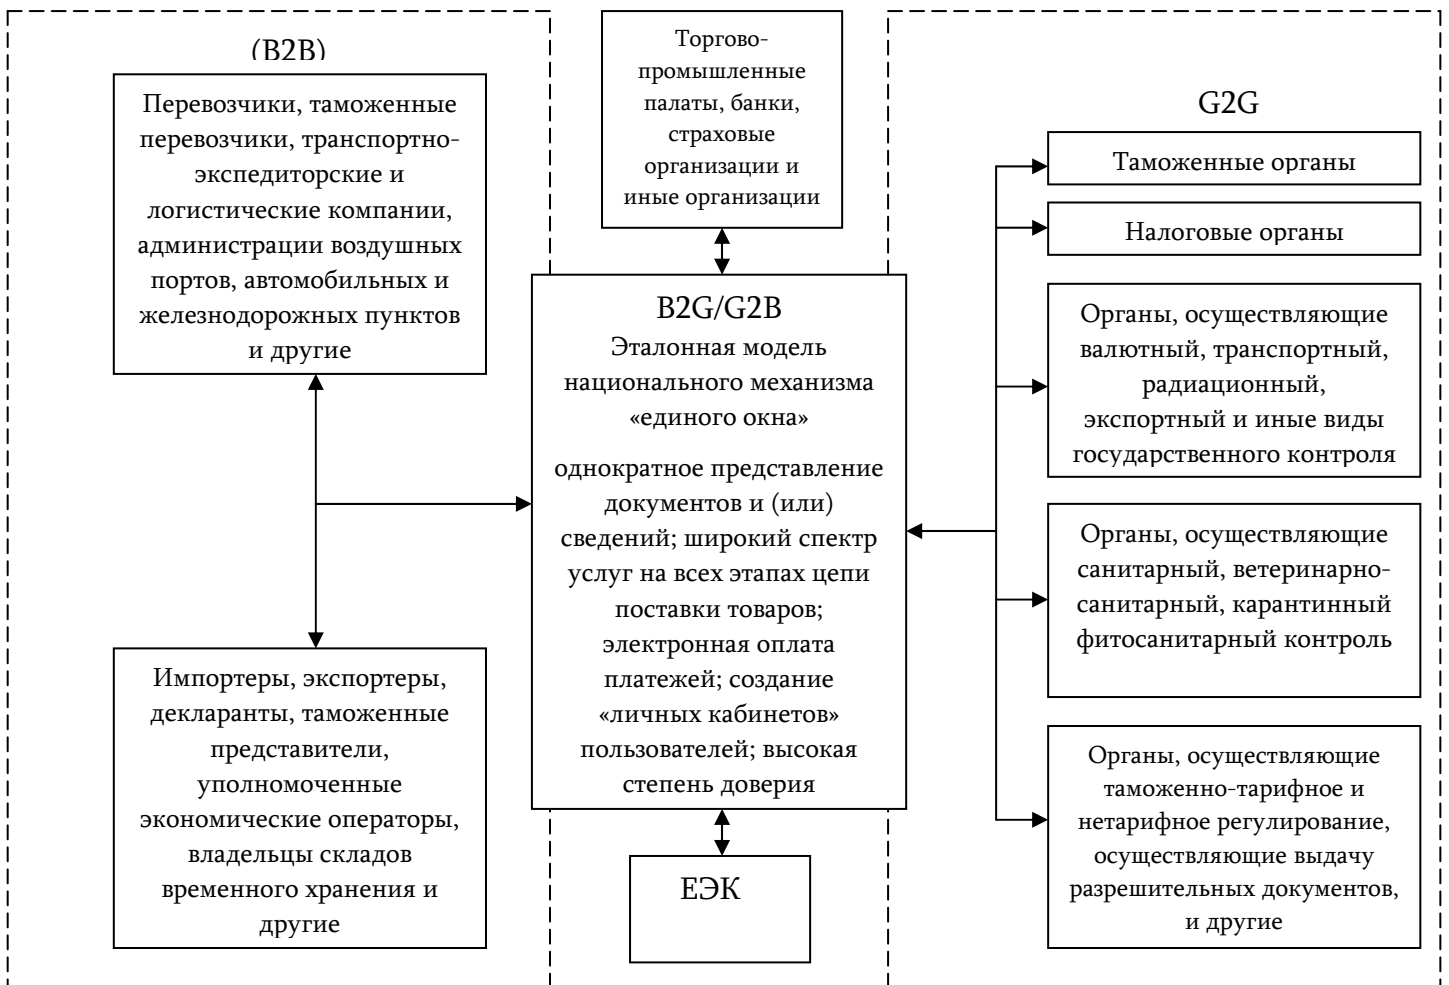 (B2B)
Перевозчики, таможенные
перевозчики, транспортно-
экспедиторские и
логистические компании,
администрации воздушных
портов, автомобильных и
железнодорожных пунктов
и другие
Импортеры, экспортеры,
декларанты, таможенные
представители,
уполномоченные
экономические операторы,
владельцы складов
временного хранения и
другие
Торгово-
промышленные
палаты, банки,
страховые
организации и
иные организации
B2G/G2B
Эталонная модель
национального механизма
«единого окна»
однократное представление
документов и (или)
сведений; широкий спектр
услуг на всех этапах цепи
поставки товаров;
электронная оплата
платежей; создание
«личных кабинетов»
пользователей; высокая
степень доверия
ЕЭК
G2G
Таможенные органы
Налоговые органы
Органы, осуществляющие
валютный, транспортный,
радиационный,
экспортный и иные виды
государственного контроля
Органы, осуществляющие
санитарный, ветеринарно-
санитарный, карантинный
фитосанитарный контроль
Органы, осуществляющие
таможенно-тарифное и
нетарифное регулирование,
осуществляющие выдачу
разрешительных документов,
и другие